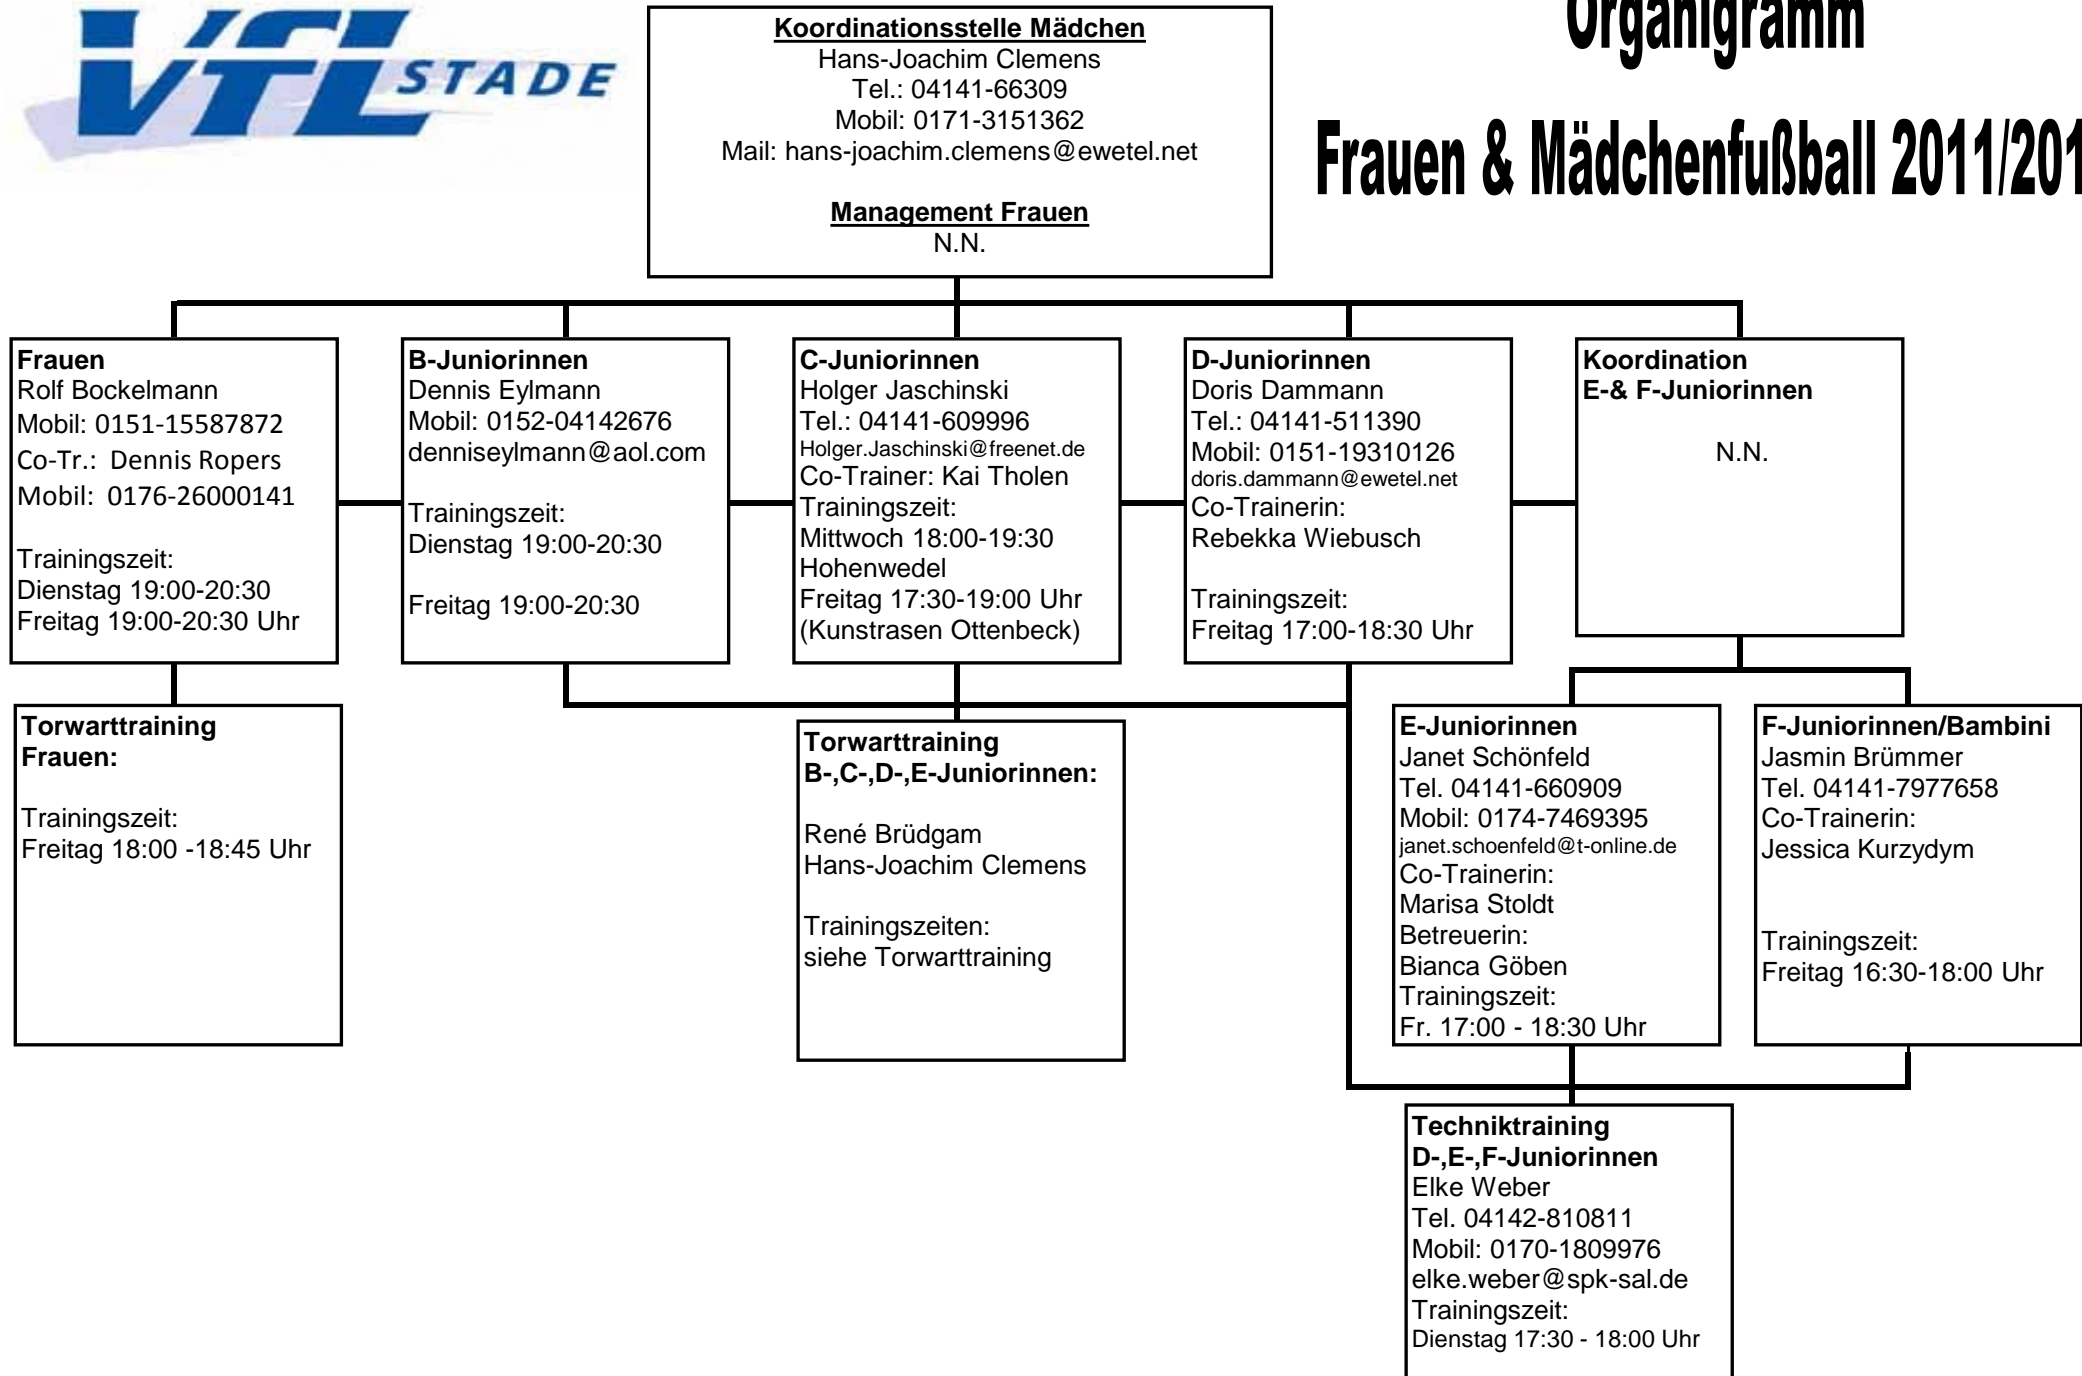 VfL STADE
Koordinationsstelle Mädchen
Hans-Joachim Clemens
Tel.: 04141-66309
Mobil: 0171-3151362
Mail: hans-joachim.clemens@ewetel.net
Management Frauen
N.N.
Organigramm
Frauen & Mädchenfußball 2011/201
Frauen
Rolf Bockelmann
Mobil: 0151-15587872
Co-Tr.: Dennis Ropers
Mobil: 0176-26000141
Trainingszeit:
Dienstag 19:00-20:30
Freitag 19:00-20:30 Uhr
B-Juniorinnen
Dennis Eylmann
Mobil: 0152-04142676
denniseylmann@aol.com
Trainingszeit:
Dienstag 19:00-20:30
Freitag 19:00-20:30
C-Juniorinnen
Holger Jaschinski
Tel.: 04141-609996
Holger.Jaschinski@freenet.de
Co-Trainer: Kai Tholen
Trainingszeit:
Mittwoch 18:00-19:30
Hohenwedel
Freitag 17:30-19:00 Uhr
(Kunstrasen Ottenbeck)
D-Juniorinnen
Doris Dammann
Tel.: 04141-511390
Mobil: 0151-19310126
doris.dammann@ewetel.net
Co-Trainerin:
Rebekka Wiebusch
Trainingszeit:
Freitag 17:00-18:30 Uhr
Koordination
E-& F-Juniorinnen
N.N.
Torwarttraining
Frauen:
Trainingszeit:
Freitag 18:00 -18:45 Uhr
Torwarttraining
B-,C-,D-,E-Juniorinnen:
René Brüdgam
Hans-Joachim Clemens
Trainingszeiten:
siehe Torwarttraining
E-Juniorinnen
Janet Schönfeld
Tel. 04141-660909
Mobil: 0174-7469395
janet.schoenfeld@t-online.de
Co-Trainerin:
Marisa Stoldt
Betreuerin:
Bianca Göben
Trainingszeit:
Fr. 17:00 - 18:30 Uhr
F-Juniorinnen/Bambini
Jasmin Brümmer
Tel. 04141-7977658
Co-Trainerin:
Jessica Kurzydym
Trainingszeit:
Freitag 16:30-18:00 Uhr
Techniktraining
D-,E-,F-Juniorinnen
Elke Weber
Tel. 04142-810811
Mobil: 0170-1809976
elke.weber@spk-sal.de
Trainingszeit:
Dienstag 17:30 - 18:00 Uhr